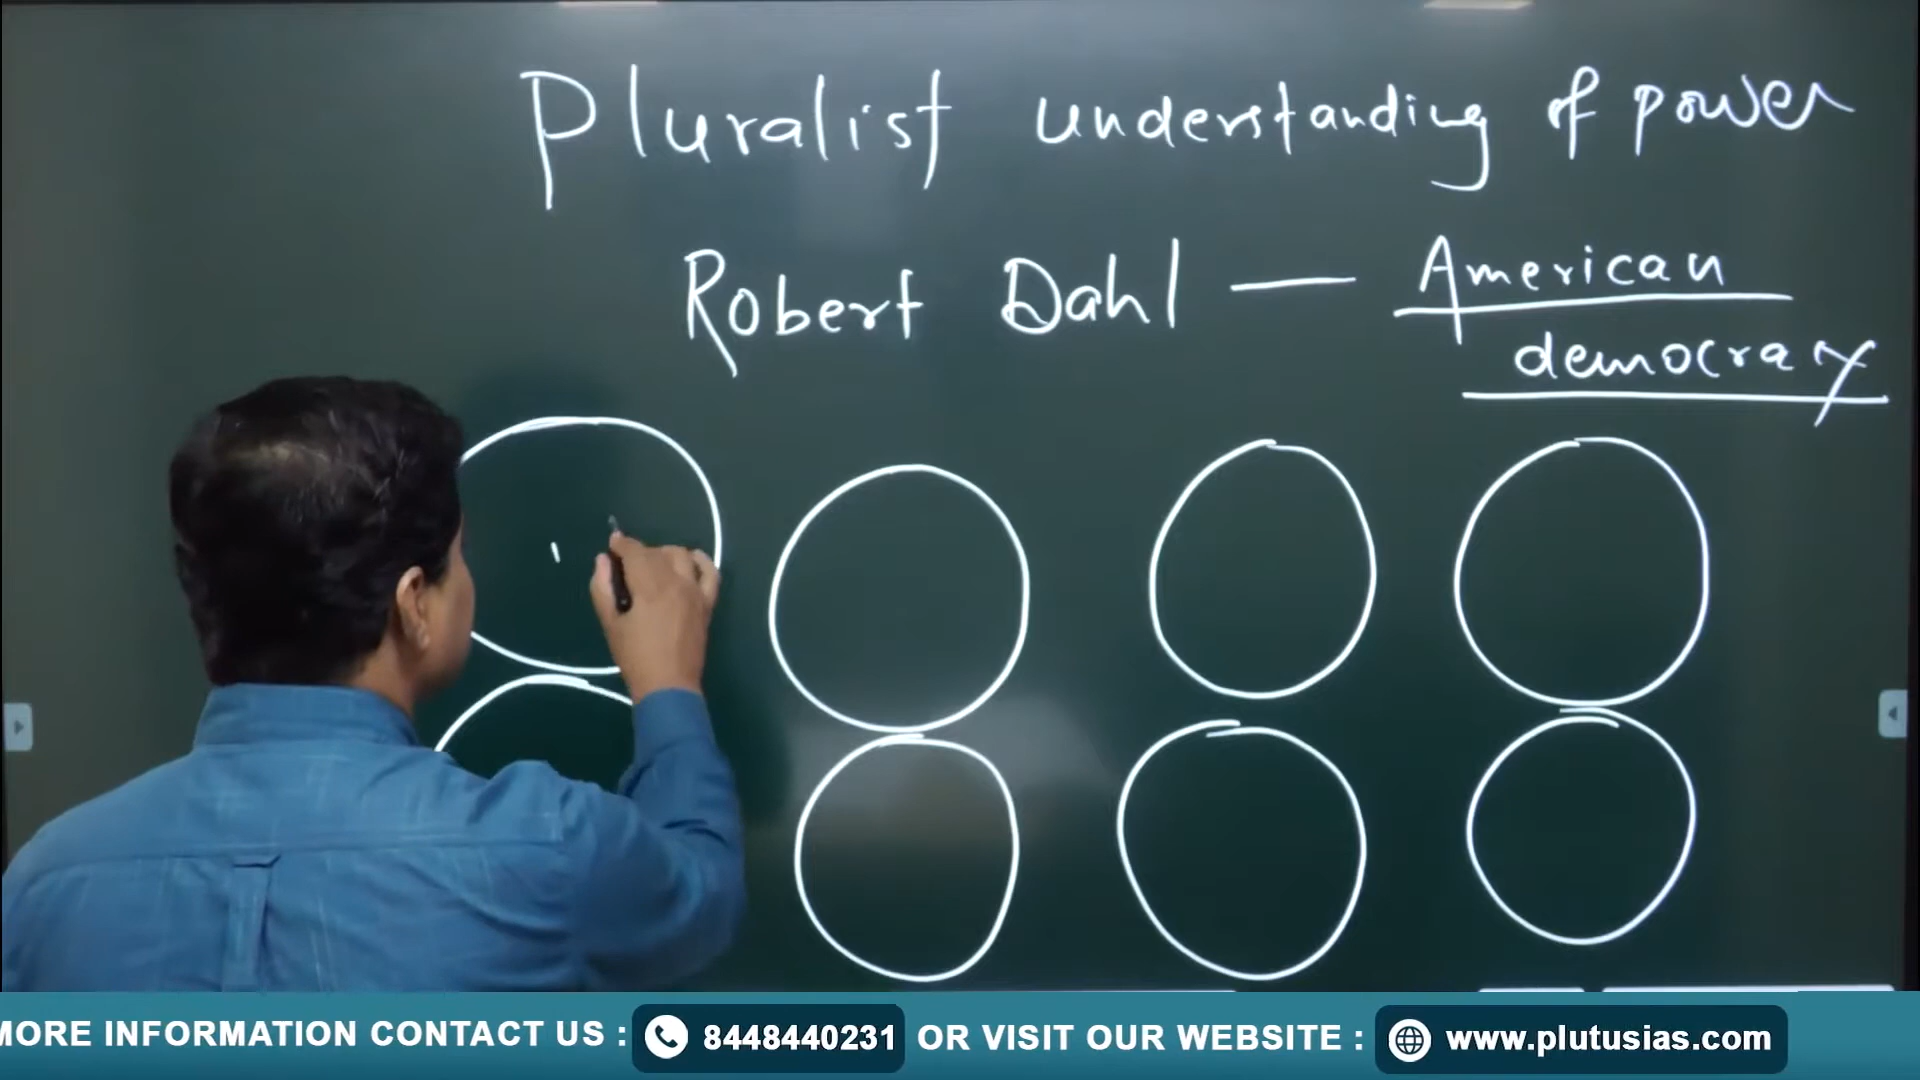 Pluralist understanding of power
Robert Dahl — American
democracy
MORE INFORMATION CONTACT US : 8448440231 OR VISIT OUR WEBSITE : www.plutusias.com